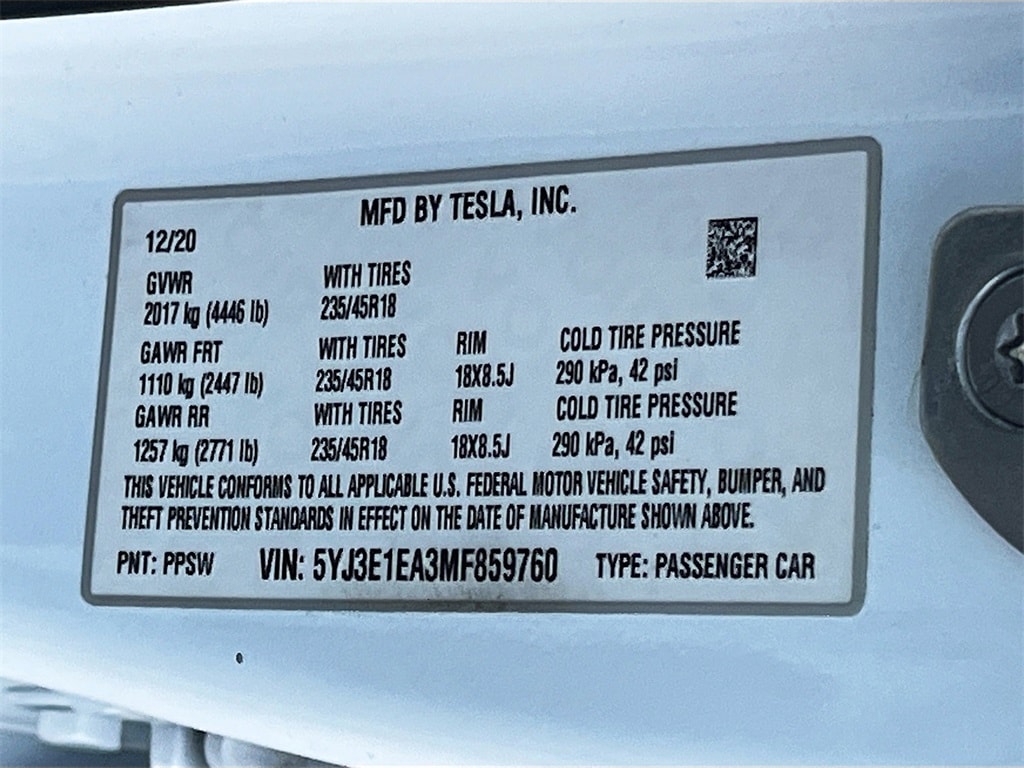 MFD BY TESLA, INC.
12/20
GVWR WITH TIRES
2017 kg (4446 lb) 235/45R18
GAWR FRT WITH TIRES RIM COLD TIRE PRESSURE
1110 kg (2447 lb) 235/45R18 18X8.5J 290 kPa, 42 psi
GAWR RR WITH TIRES RIM COLD TIRE PRESSURE
1257 kg (2771 lb) 235/45R18 18X8.5J 290 kPa, 42 psi
THIS VEHICLE CONFORMS TO ALL APPLICABLE U.S. FEDERAL MOTOR VEHICLE SAFETY, BUMPER, AND
THEFT PREVENTION STANDARDS IN EFFECT ON THE DATE OF MANUFACTURE SHOWN ABOVE.
PNT: PPSW VIN: 5YJ3E1EA3MF859760 TYPE: PASSENGER CAR